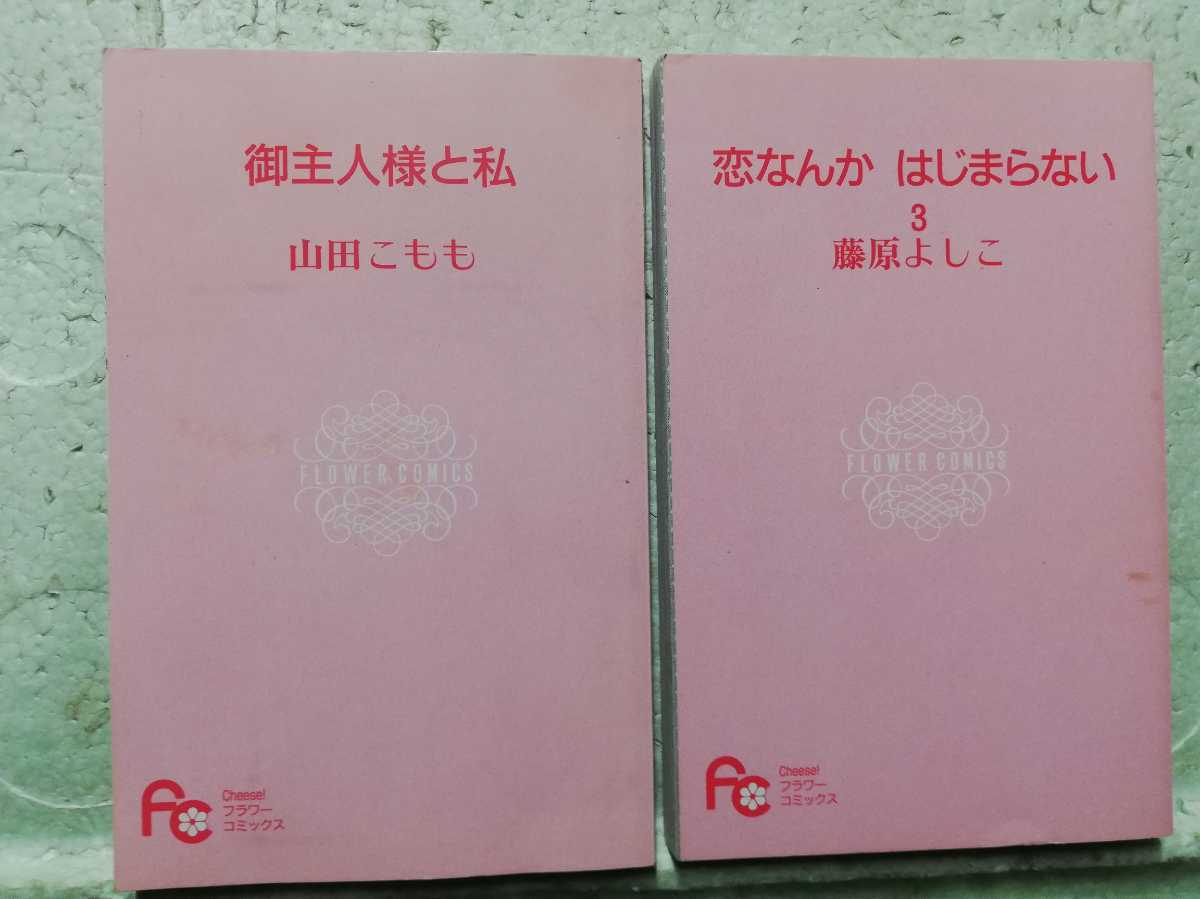 御主人様と私
山田こもも
FLOWER COMICS
fc
Cheese!
フラワー
コミックス
恋なんか はじまらない
3
藤原よしこ
FLOWER COMICS
fc
Cheese!
フラワー
コミックス